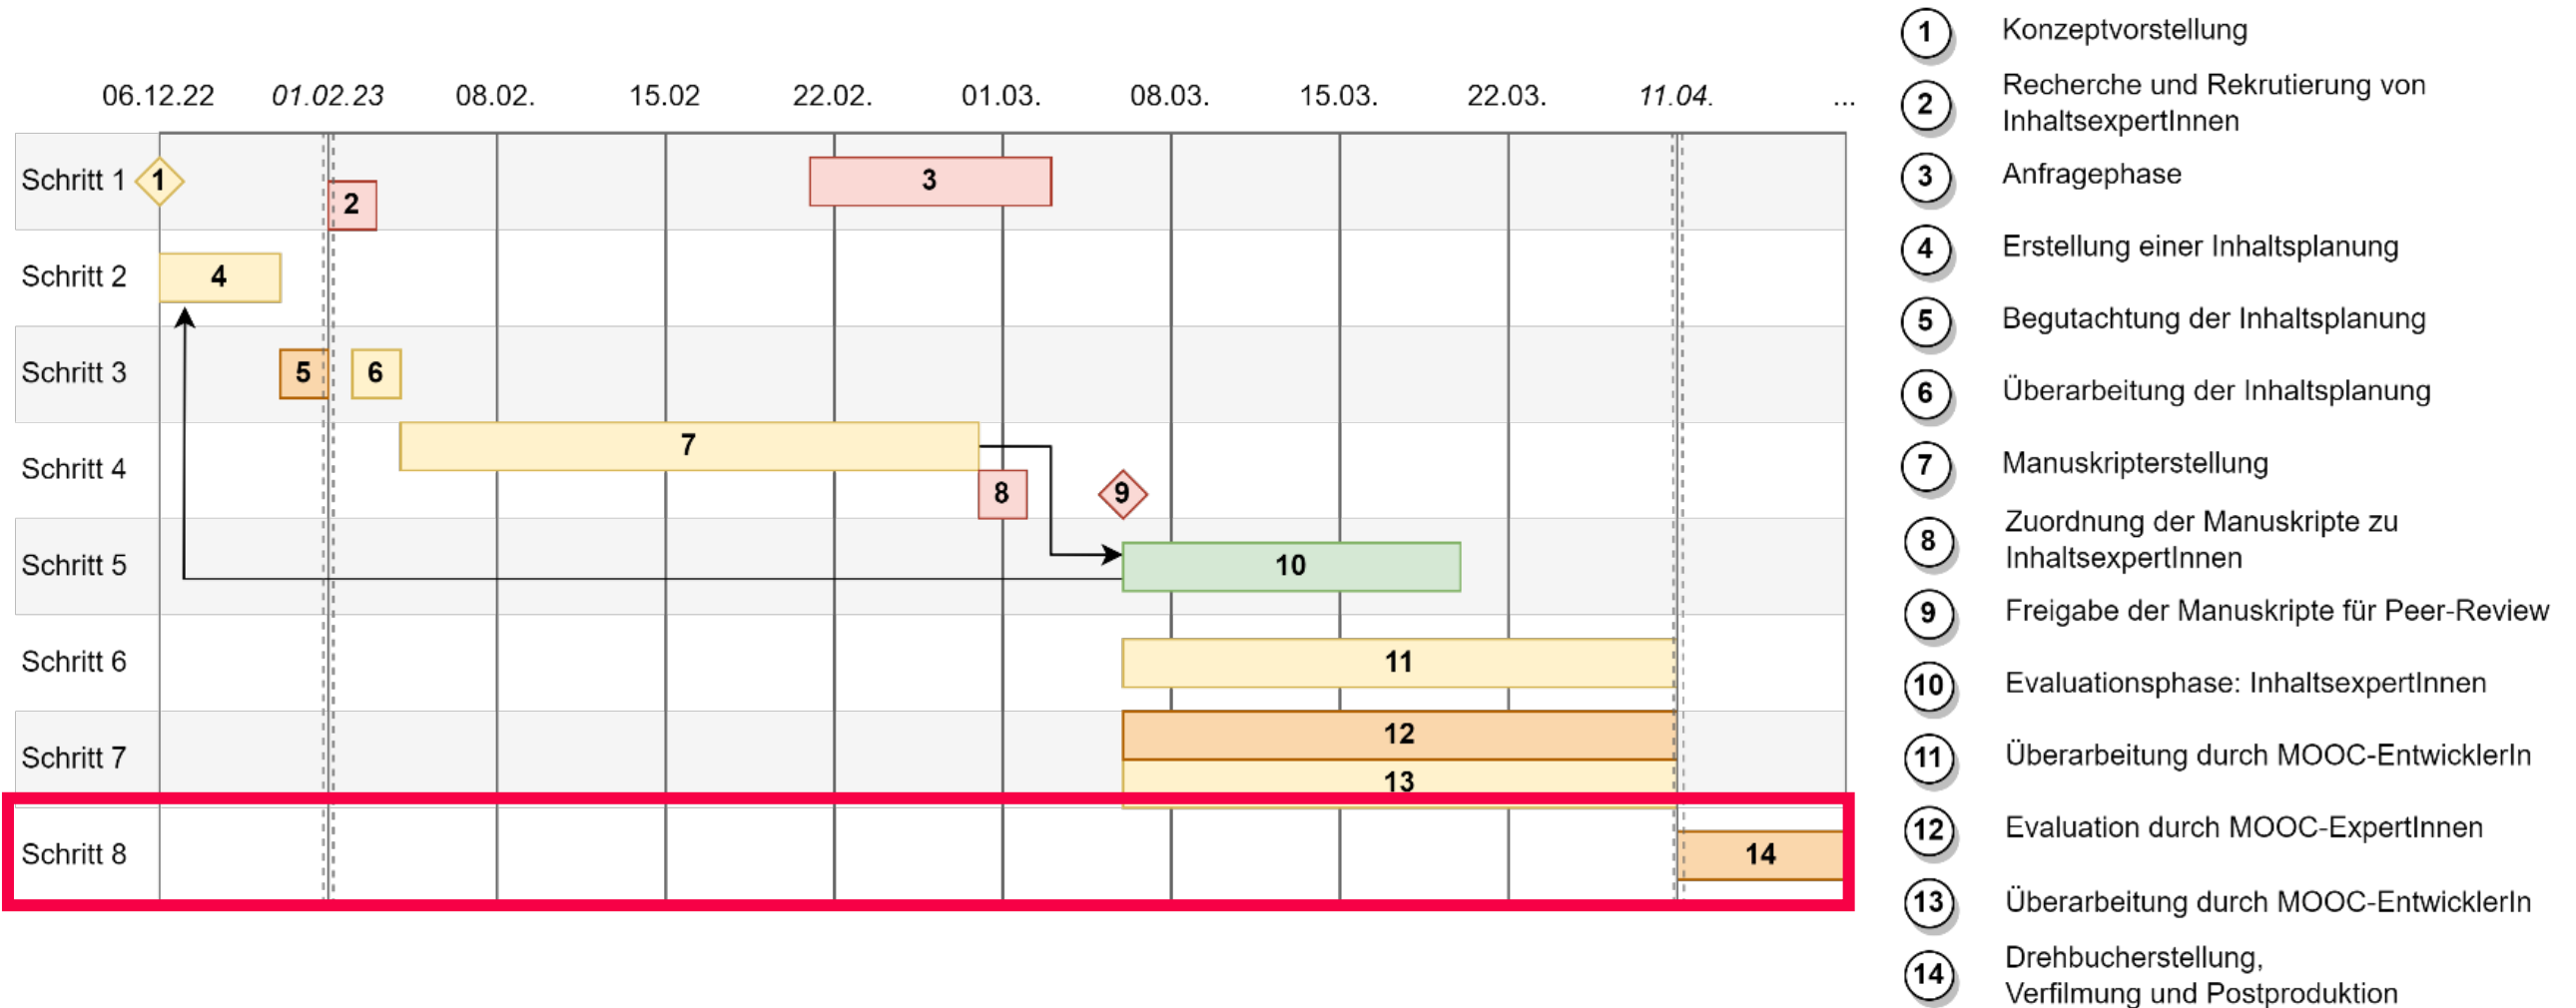 06.12.22 01.02.23 08.02. 15.02 22.02. 01.03. 08.03. 15.03. 22.03. 11.04. ...
Schritt 1 1 3
2
Schritt 2 4
Schritt 3 5 6
7
Schritt 4
8 9
Schritt 5 10
Schritt 6 11
12
Schritt 7
13
Schritt 8 14
1 Konzeptvorstellung
2 Recherche und Rekrutierung von
InhaltsexpertInnen
3 Anfragephase
4 Erstellung einer Inhaltsplanung
5 Begutachtung der Inhaltsplanung
6 Überarbeitung der Inhaltsplanung
7 Manuskripterstellung
8 Zuordnung der Manuskripte zu
InhaltsexpertInnen
9 Freigabe der Manuskripte für Peer-Review
10 Evaluationsphase: InhaltsexpertInnen
11 Überarbeitung durch MOOC-EntwicklerIn
12 Evaluation durch MOOC-ExpertInnen
13 Überarbeitung durch MOOC-EntwicklerIn
14 Drehbucherstellung,
Verfilmung und Postproduktion